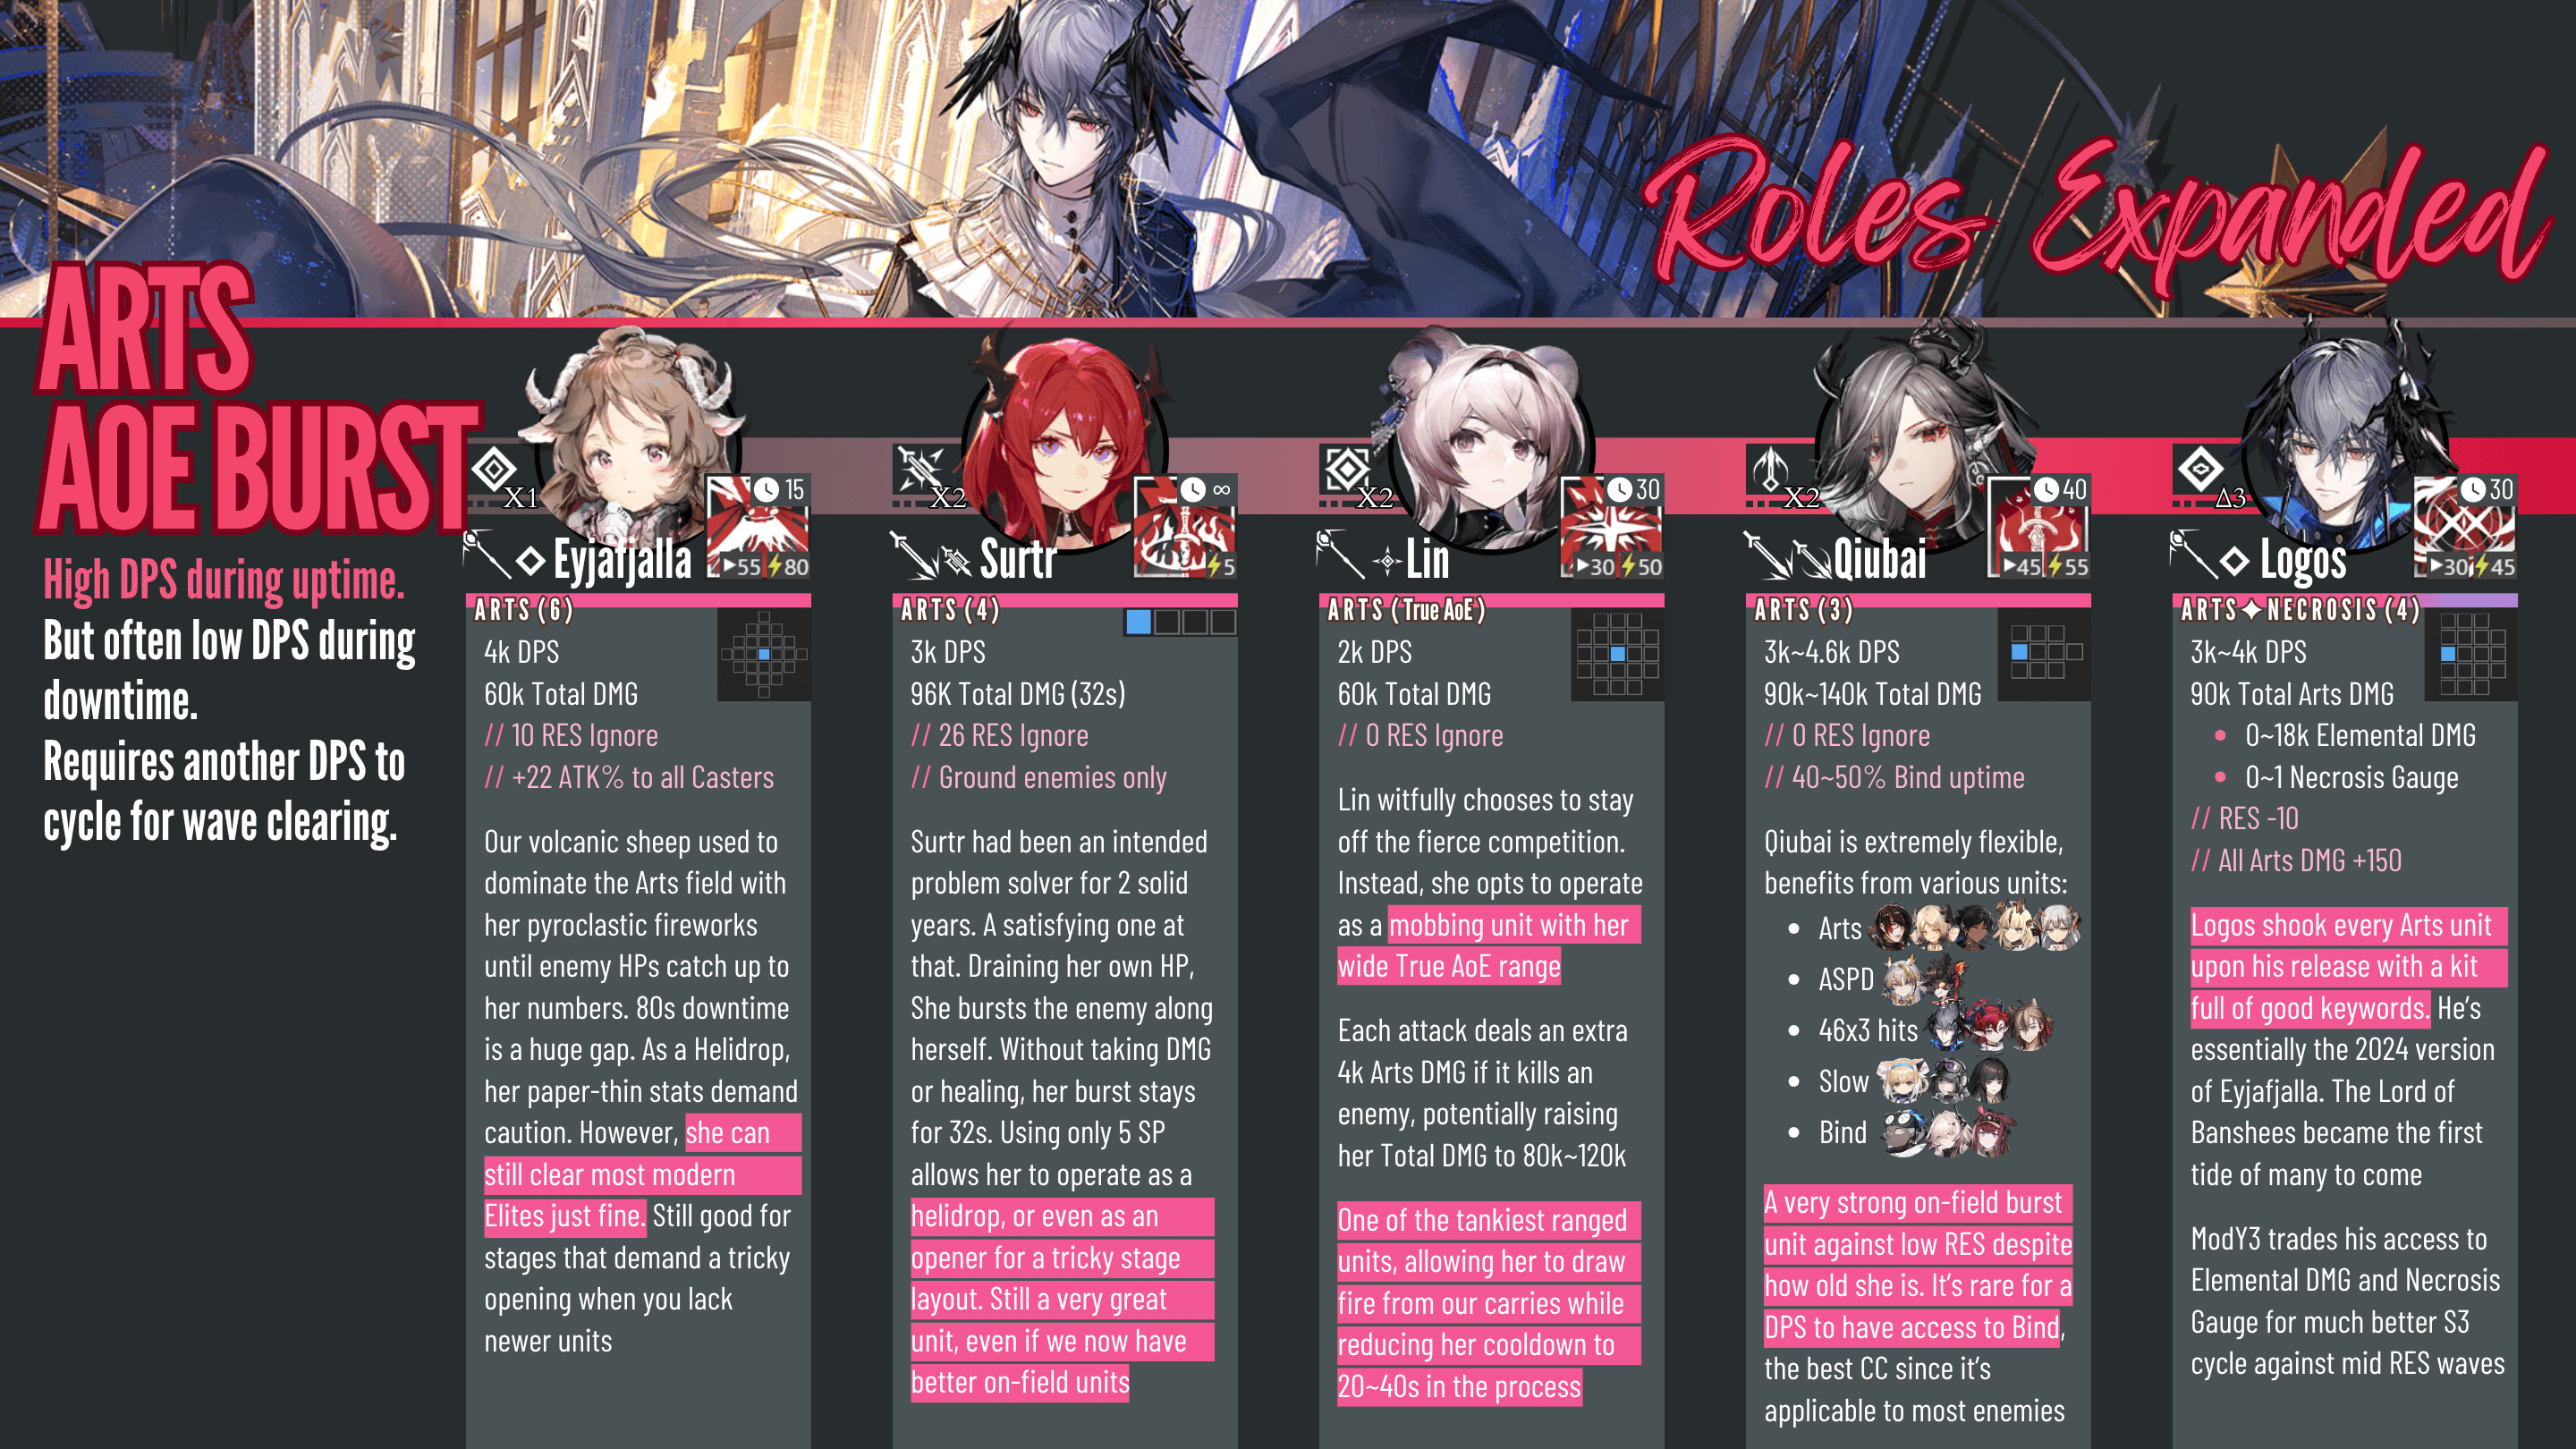 Roles Expanded
ARTS
AOE BURST
High DPS during uptime.
But often low DPS during
downtime.
Requires another DPS to
cycle for wave clearing.
X1
15
Eyjafjalla
▶55 ⚡80
ARTS (6)
4k DPS
60k Total DMG
// 10 RES Ignore
// +22 ATK% to all Casters
Our volcanic sheep used to
dominate the Arts field with
her pyroclastic fireworks
until enemy HPs catch up to
her numbers. 80s downtime
is a huge gap. As a Helidrop,
her paper-thin stats demand
caution. However, she can
still clear most modern
Elites just fine. Still good for
stages that demand a tricky
opening when you lack
newer units
X2
∞
Surtr
⚡5
ARTS (4)
3k DPS
96K Total DMG (32s)
// 26 RES Ignore
// Ground enemies only
Surtr had been an intended
problem solver for 2 solid
years. A satisfying one at
that. Draining her own HP,
She bursts the enemy along
herself. Without taking DMG
or healing, her burst stays
for 32s. Using only 5 SP
allows her to operate as a
helidrop, or even as an
opener for a tricky stage
layout. Still a very great
unit, even if we now have
better on-field units
X2
30
Lin
▶30 ⚡50
ARTS (True AoE)
2k DPS
60k Total DMG
// 0 RES Ignore
Lin witfully chooses to stay
off the fierce competition.
Instead, she opts to operate
as a mobbing unit with her
wide True AoE range
Each attack deals an extra
4k Arts DMG if it kills an
enemy, potentially raising
her Total DMG to 80k~120k
One of the tankiest ranged
units, allowing her to draw
fire from our carries while
reducing her cooldown to
20~40s in the process
X2
40
Qiubai
▶45 ⚡55
ARTS (3)
3k~4.6k DPS
90k~140k Total DMG
// 0 RES Ignore
// 40~50% Bind uptime
Qiubai is extremely flexible,
benefits from various units:
• Arts
• ASPD
• 46x3 hits
• Slow
• Bind
A very strong on-field burst
unit against low RES despite
how old she is. It's rare for a
DPS to have access to Bind,
the best CC since it's
applicable to most enemies
Δ3
30
Logos
▶30 ⚡45
ARTS✦NECROSIS (4)
3k~4k DPS
90k Total Arts DMG
• 0~18k Elemental DMG
• 0~1 Necrosis Gauge
// RES -10
// All Arts DMG +150
Logos shook every Arts unit
upon his release with a kit
full of good keywords. He's
essentially the 2024 version
of Eyjafjalla. The Lord of
Banshees became the first
tide of many to come
ModY3 trades his access to
Elemental DMG and Necrosis
Gauge for much better S3
cycle against mid RES waves